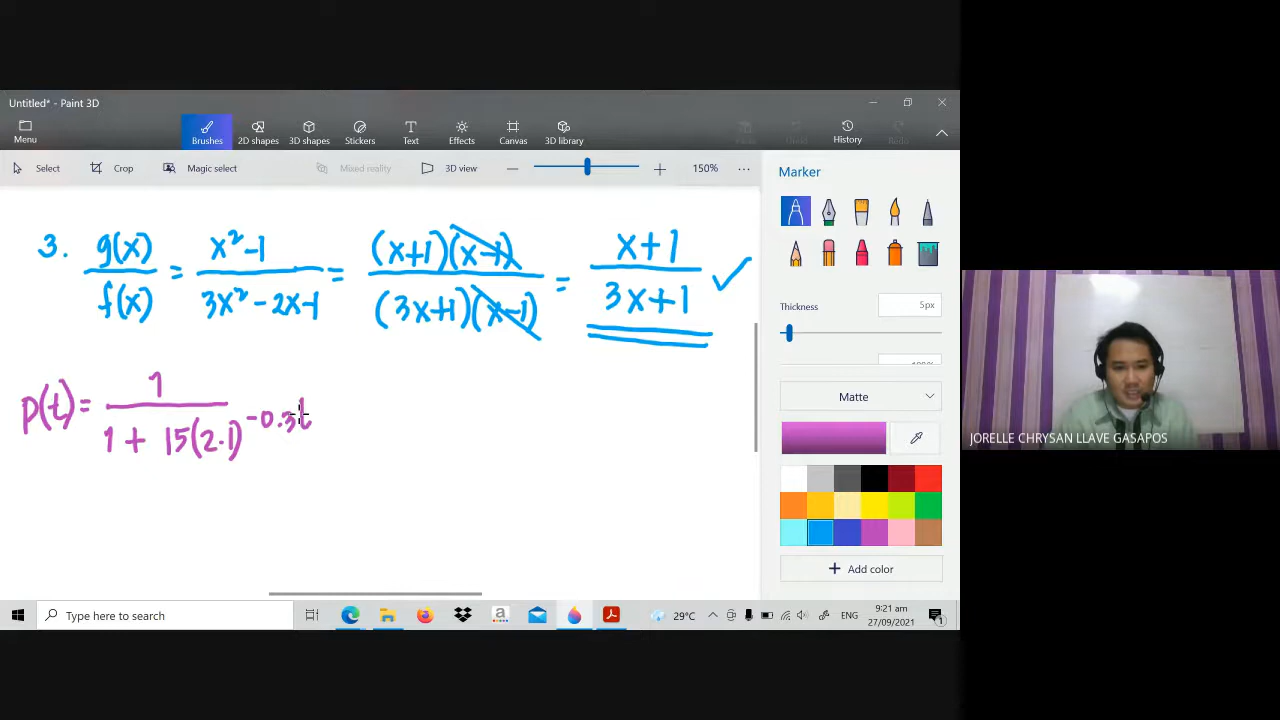 Untitled* - Paint 3D
Menu
Brushes
2D shapes
3D shapes
Stickers
Text
Effects
Canvas
3D library
History
Select
Crop
Magic select
Mixed reality
3D view
150%
Marker
3. g(x)/f(x) = x²-1/3x²-2x-1 = (x+1)(x-1)/(3x+1)(x-1) = x+1/3x+1 ✓
p(t) = 1/1 + 15(2.1)^-0.3t
Thickness
5px
Matte
Add color
JORELLE CHRYSAN LLAVE GASAPOS
Type here to search
29°C
ENG
9:21 am
27/09/2021